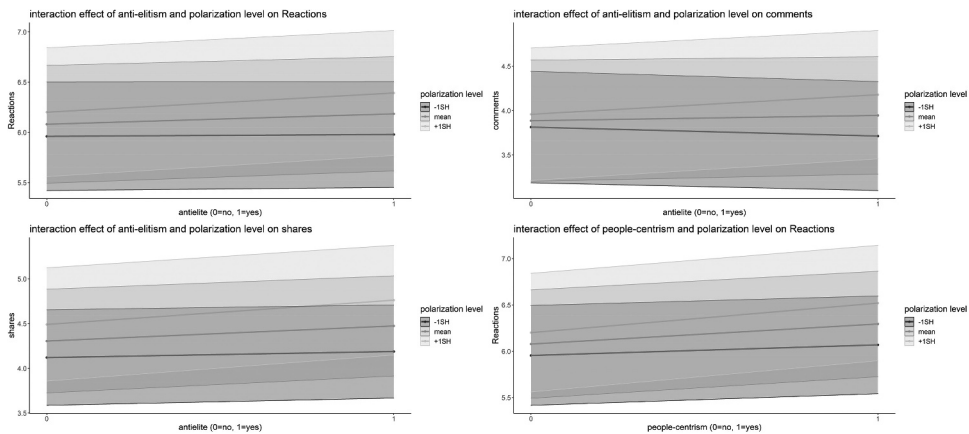 interaction effect of anti-elitism and polarization level on Reactions
7.0
6.5
6.0
5.5
Reactions
0
1
antielite (0=no, 1=yes)
polarization level
-1SH
mean
+1SH
interaction effect of anti-elitism and polarization level on comments
4.5
4.0
3.5
comments
0
1
antielite (0=no, 1=yes)
polarization level
-1SH
mean
+1SH
interaction effect of anti-elitism and polarization level on shares
5.0
4.5
4.0
3.5
shares
0
1
antielite (0=no, 1=yes)
polarization level
-1SH
mean
+1SH
interaction effect of people-centrism and polarization level on Reactions
7.0
6.5
6.0
5.5
Reactions
0
1
people-centrism (0=no, 1=yes)
polarization level
-1SH
mean
+1SH